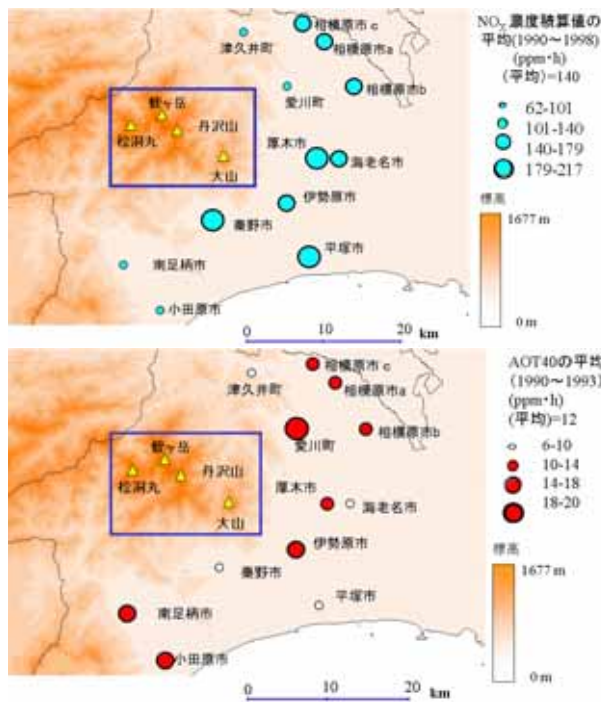 相模原市c
津久井町
相模原市a
NOX濃度積算値の
平均(1990～1998)
(ppm・h)
(平均)=140
愛川町
相模原市b
62-101
101-140
140-179
179-217
桧洞丸
丹沢山
大山
厚木市
海老名市
伊勢原市
秦野市
平塚市
南足柄市
小田原市
標高
1677 m
0 m
0
10
20
km
相模原市c
津久井町
相模原市a
AOT40の平均
(1990～1993)
(ppm・h)
(平均)=12
愛川町
相模原市b
6-10
10-14
14-18
18-20
桧洞丸
丹沢山
大山
厚木市
海老名市
伊勢原市
秦野市
平塚市
南足柄市
小田原市
標高
1677 m
0 m
0
10
20
km